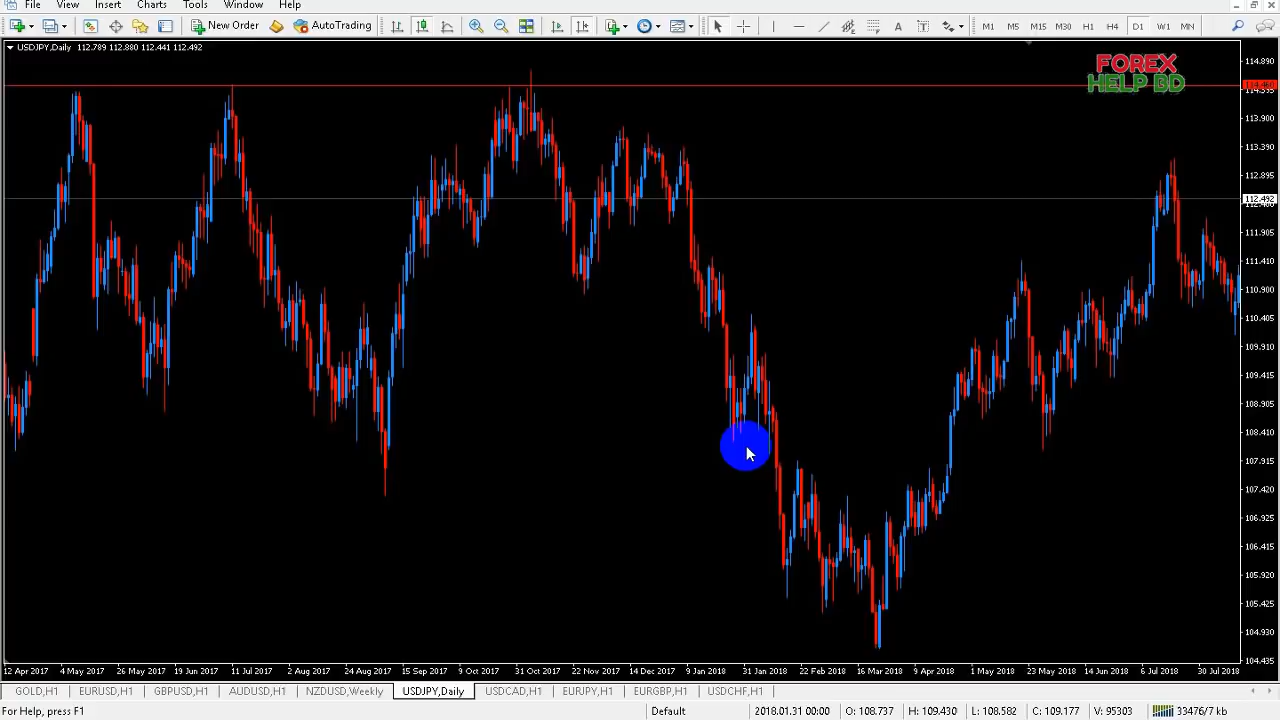 File View Insert Charts Tools Window Help
New Order AutoTrading M1 M5 M15 M30 H1 H4 D1 W1 MN
USDJPY,Daily 112.789 112.880 112.441 112.492
FOREX
HELP BD
114.890
113.900
113.390
112.895
112.492
111.905
111.410
110.900
110.405
109.910
109.415
108.905
108.410
107.915
107.420
106.925
106.415
105.920
105.425
104.930
104.435
12 Apr 2017 4 May 2017 26 May 2017 19 Jun 2017 11 Jul 2017 2 Aug 2017 24 Aug 2017 15 Sep 2017 9 Oct 2017 31 Oct 2017 22 Nov 2017 14 Dec 2017 9 Jan 2018 31 Jan 2018 22 Feb 2018 16 Mar 2018 9 Apr 2018 1 May 2018 23 May 2018 14 Jun 2018 6 Jul 2018 30 Jul 2018
GOLD,H1 EURUSD,H1 GBPUSD,H1 AUDUSD,H1 NZDUSD,Weekly USDJPY,Daily USDCAD,H1 EURJPY,H1 EURGBP,H1 USDCHF,H1
For Help, press F1 Default 2018.01.31 00:00 O: 108.737 H: 109.430 L: 108.582 C: 109.177 V: 95303 33476/7 kb